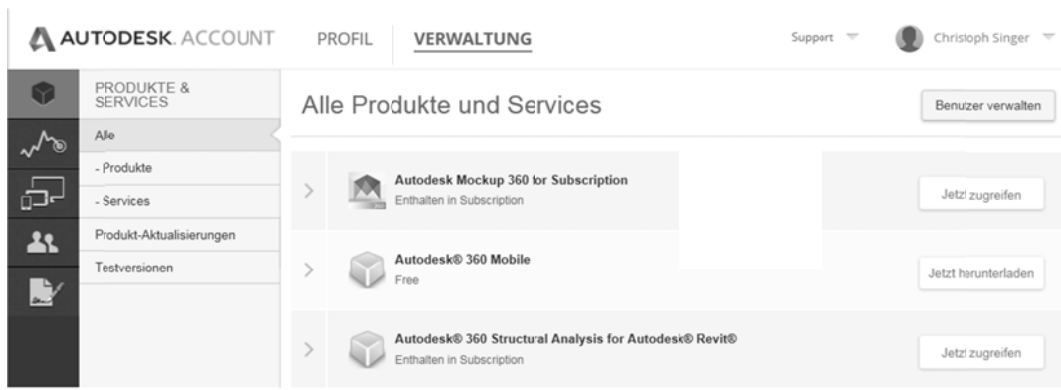 AUTODESK. ACCOUNT
PROFIL
VERWALTUNG
Support
Christoph Singer
PRODUKTE &
SERVICES
Alle
- Produkte
- Services
Produkt-Aktualisierungen
Testversionen
Alle Produkte und Services
Benutzer verwalten
Autodesk Mockup 360 for Subscription
Enthalten in Subscription
Jetzt zugreifen
Autodesk® 360 Mobile
Free
Jetzt herunterladen
Autodesk® 360 Structural Analysis for Autodesk® Revit®
Enthalten in Subscription
Jetzt zugreifen